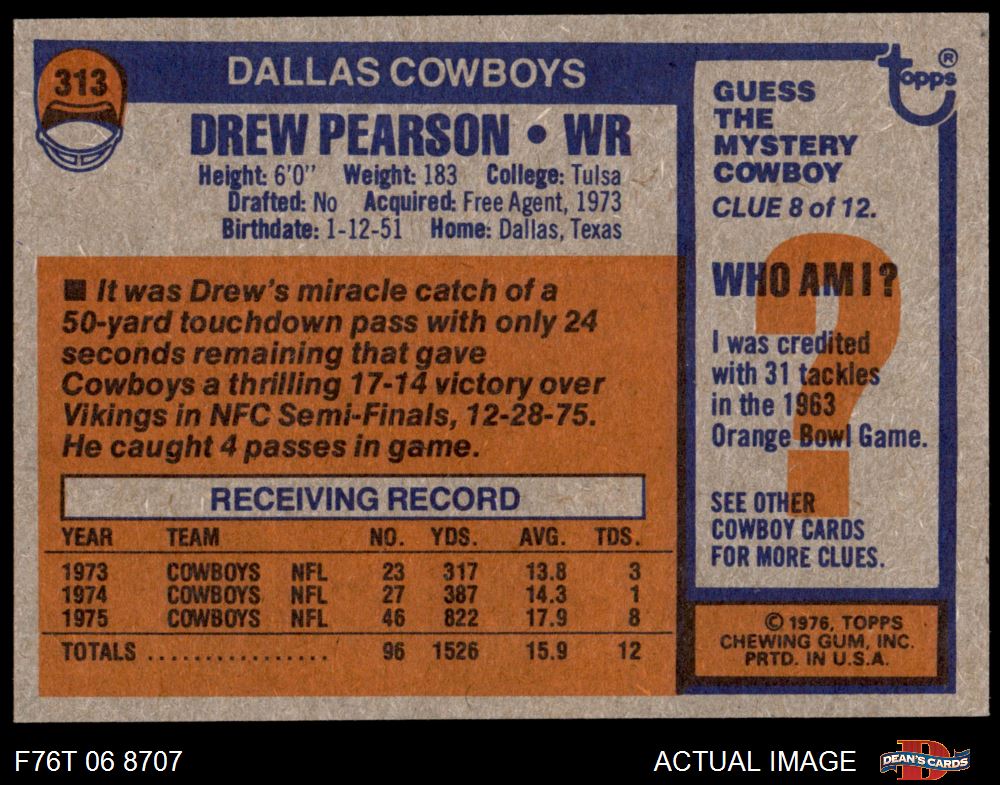 313
DALLAS COWBOYS
DREW PEARSON • WR
Height: 6'0" Weight: 183 College: Tulsa
Drafted: No Acquired: Free Agent, 1973
Birthdate: 1-12-51 Home: Dallas, Texas
■ It was Drew's miracle catch of a
50-yard touchdown pass with only 24
seconds remaining that gave
Cowboys a thrilling 17-14 victory over
Vikings in NFC Semi-Finals, 12-28-75.
He caught 4 passes in game.
RECEIVING RECORD
YEAR TEAM NO. YDS. AVG. TDS.
1973 COWBOYS NFL 23 317 13.8 3
1974 COWBOYS NFL 27 387 14.3 1
1975 COWBOYS NFL 46 822 17.9 8
TOTALS ................ 96 1526 15.9 12
topps®
GUESS
THE
MYSTERY
COWBOY
CLUE 8 of 12.
?
WHO AM I?
I was credited
with 31 tackles
in the 1963
Orange Bowl Game.
SEE OTHER
COWBOY CARDS
FOR MORE CLUES.
© 1976, TOPPS
CHEWING GUM, INC.
PRTD. IN U.S.A.
F76T 06 8707
ACTUAL IMAGE
D
DEAN'S CARDS